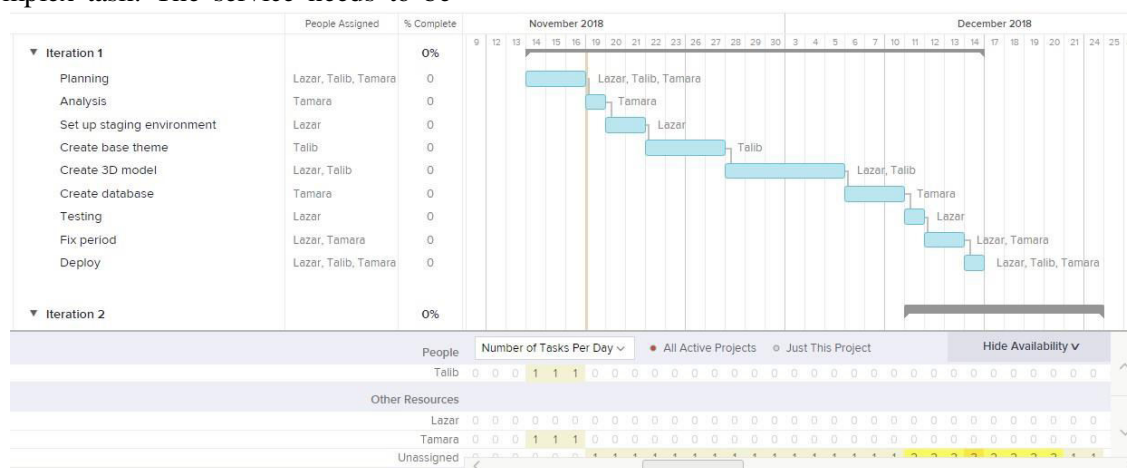 task. The service needs to be
People Assigned % Complete November 2018 December 2018
9 12 13 14 15 16 19 20 21 22 23 26 27 28 29 30 3 4 5 6 7 10 11 12 13 14 17 18 19 20 21 24 25
▼ Iteration 1 0%
Planning Lazar, Talib, Tamara 0 Lazar, Talib, Tamara
Analysis Tamara 0 Tamara
Set up staging environment Lazar 0 Lazar
Create base theme Talib 0 Talib
Create 3D model Lazar, Talib 0 Lazar, Talib
Create database Tamara 0 Tamara
Testing Lazar 0 Lazar
Fix period Lazar, Tamara 0 Lazar, Tamara
Deploy Lazar, Talib, Tamara 0 Lazar, Talib, Tamara
▼ Iteration 2 0%
People Number of Tasks Per Day All Active Projects Just This Project Hide Availability
Talib 0 0 0 1 1 1 0 0 0 0 0 0 0 0 0 0 0 0 0 0 0 0 0 0 0 0 0 0 0 0 0 0
Other Resources
Lazar 0 0 0 0 0 0 0 0 0 0 0 0 0 0 0 0 0 0 0 0 0 0 0 0 0 0 0 0 0 0 0 0
Tamara 0 0 0 1 1 1 0 0 0 0 0 0 0 0 0 0 0 0 0 0 0 0 0 0 0 0 0 0 0 0 0 0
Unassigned